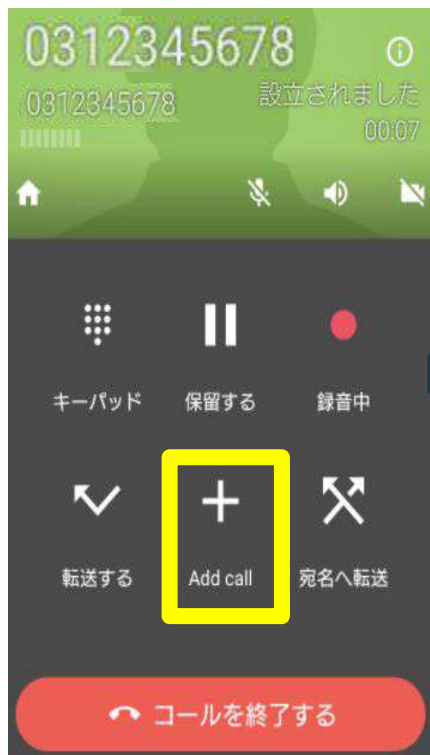 0312345678
0312345678
設立されました
00:07
キーパッド
保留する
録音中
転送する
Add call
宛名へ転送
コールを終了する